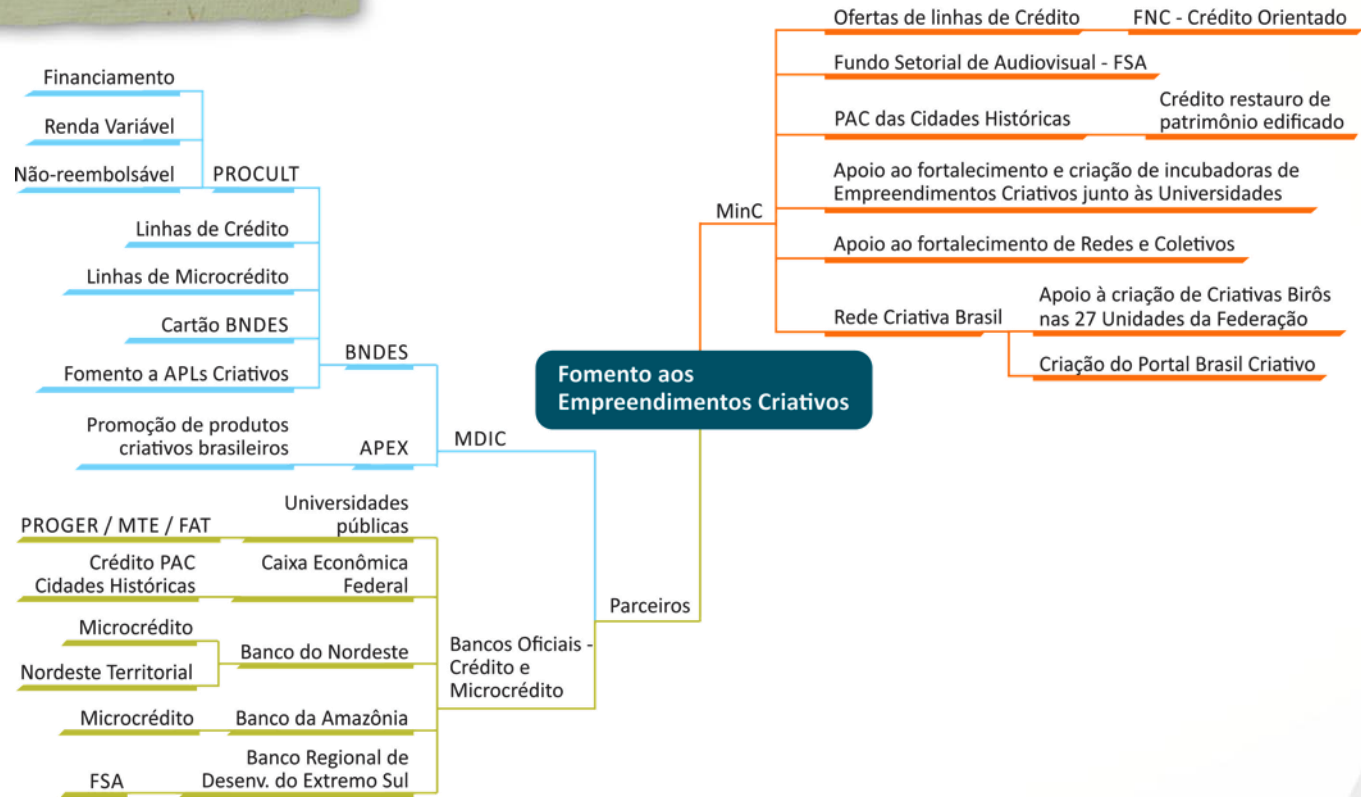 Ofertas de linhas de Crédito
FNC - Crédito Orientado
Fundo Setorial de Audiovisual - FSA
PAC das Cidades Históricas
Crédito restauro de
patrimônio edificado
Apoio ao fortalecimento e criação de incubadoras de
Empreendimentos Criativos junto às Universidades
MinC
Apoio ao fortalecimento de Redes e Coletivos
Rede Criativa Brasil
Apoio à criação de Criativas Birôs
nas 27 Unidades da Federação
Criação do Portal Brasil Criativo
Fomento aos
Empreendimentos Criativos
Financiamento
Renda Variável
Não-reembolsável
PROCULT
Linhas de Crédito
Linhas de Microcrédito
Cartão BNDES
Fomento a APLs Criativos
BNDES
Promoção de produtos
criativos brasileiros
APEX
MDIC
PROGER / MTE / FAT
Universidades
públicas
Crédito PAC
Cidades Históricas
Caixa Econômica
Federal
Microcrédito
Nordeste Territorial
Banco do Nordeste
Microcrédito
Banco da Amazônia
FSA
Banco Regional de
Desenv. do Extremo Sul
Bancos Oficiais -
Crédito e
Microcrédito
Parceiros